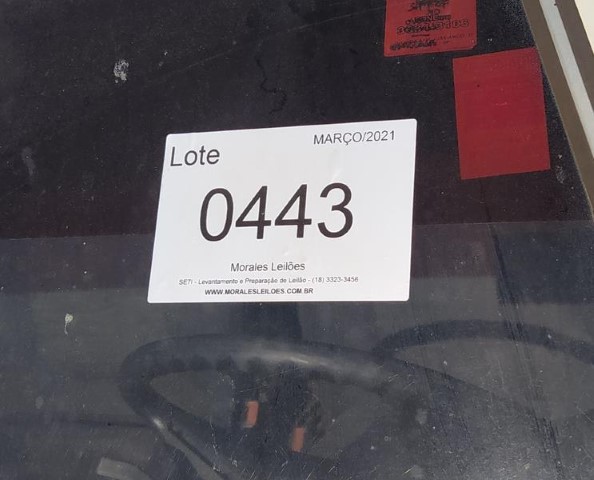 MARÇO/2021
Lote
0443
Morales Leilões
SETI - Levantamento e Preparação de Leilão - (18) 3323-3456
WWW.MORALESLEILOES.COM.BR